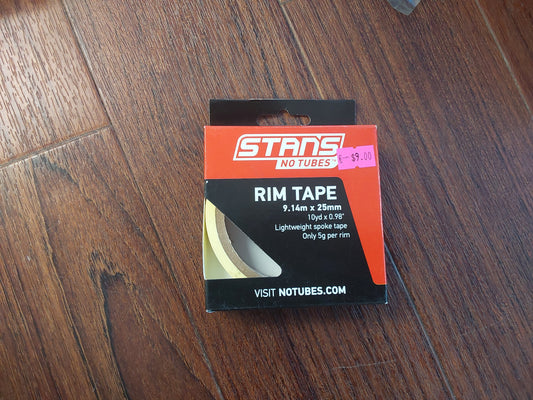 STANS
NO TUBES™
E--$9.00
RIM TAPE
9.14m x 25mm
10yd x 0.98"
Lightweight spoke tape
Only 5g per rim
VISIT NOTUBES.COM